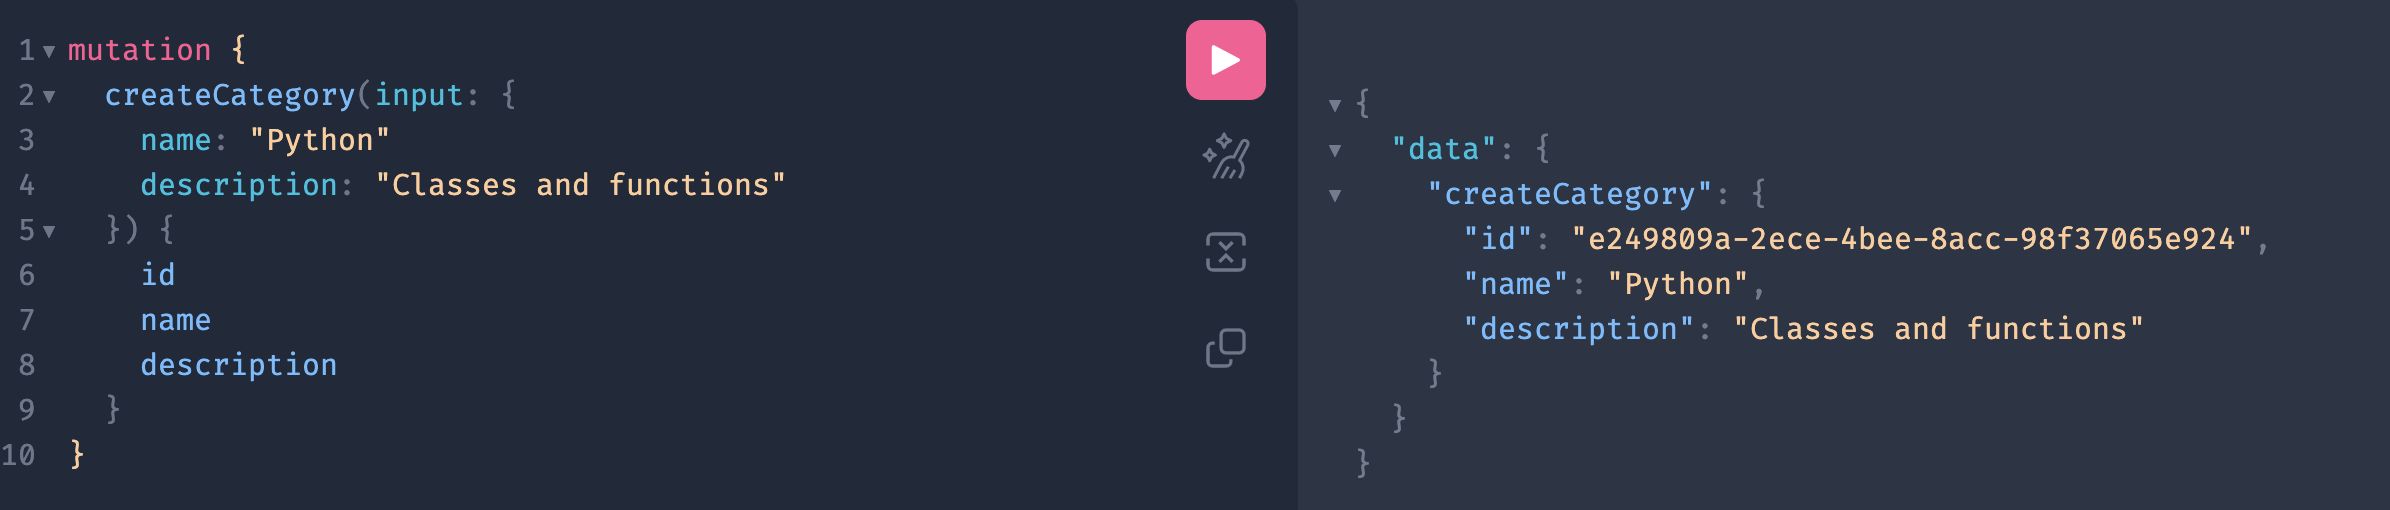 1 mutation {
2 createCategory(input: {
3 name: "Python"
4 description: "Classes and functions"
5 }) {
6 id
7 name
8 description
9 }
10 }
{
"data": {
"createCategory": {
"id": "e249809a-2ece-4bee-8acc-98f37065e924",
"name": "Python",
"description": "Classes and functions"
}
}
}